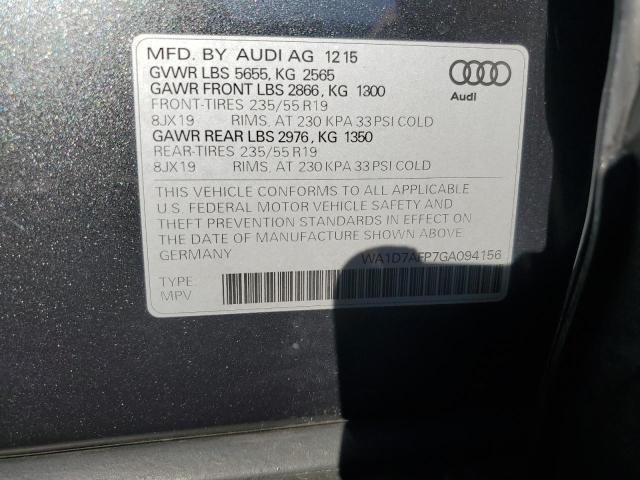 MFD. BY AUDI AG 12 15
GVWR LBS 5655, KG 2565
GAWR FRONT LBS 2866, KG 1300
FRONT-TIRES 235/55 R19
8JX19 RIMS, AT 230 KPA 33 PSI COLD
GAWR REAR LBS 2976, KG 1350
REAR-TIRES 235/55 R19
8JX19 RIMS, AT 230 KPA 33 PSI COLD
Audi
THIS VEHICLE CONFORMS TO ALL APPLICABLE
U.S. FEDERAL MOTOR VEHICLE SAFETY AND
THEFT PREVENTION STANDARDS IN EFFECT ON
THE DATE OF MANUFACTURE SHOWN ABOVE.
GERMANY
WA1D7AFP7GA094156
TYPE:
MPV